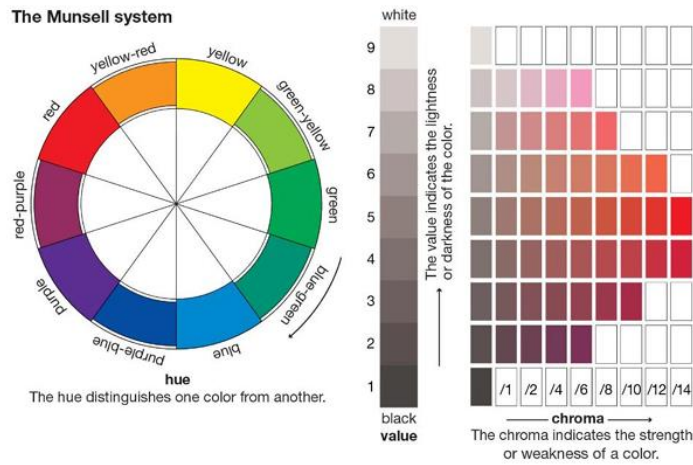 The Munsell system
yellow-red
yellow
green-yellow
green
blue-green
blue
purple-blue
purple
red-purple
red
hue
The hue distinguishes one color from another.
white
9
8
7
6
5
4
3
2
1
black
value
The value indicates the lightness
or darkness of the color.
/1 /2 /4 /6 /8 /10 /12 /14
chroma
The chroma indicates the strength
or weakness of a color.